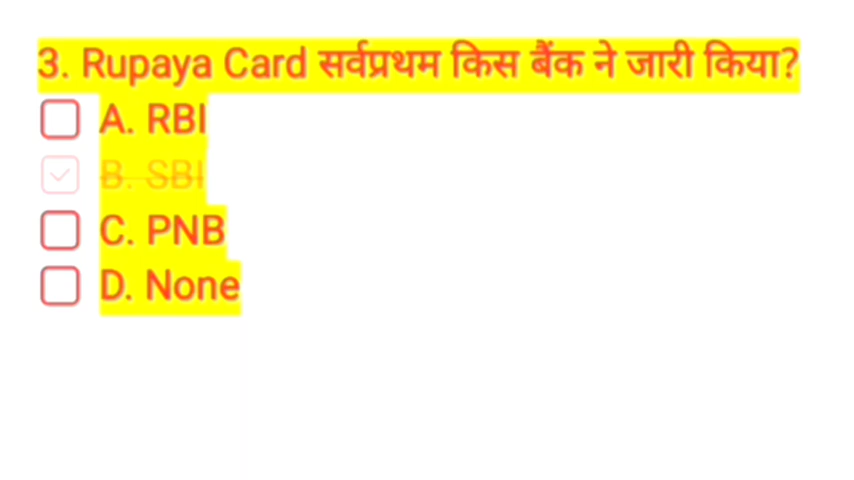 3. Rupaya Card सर्वप्रथम किस बैंक ने जारी किया?
A. RBI
B. SBI
C. PNB
D. None